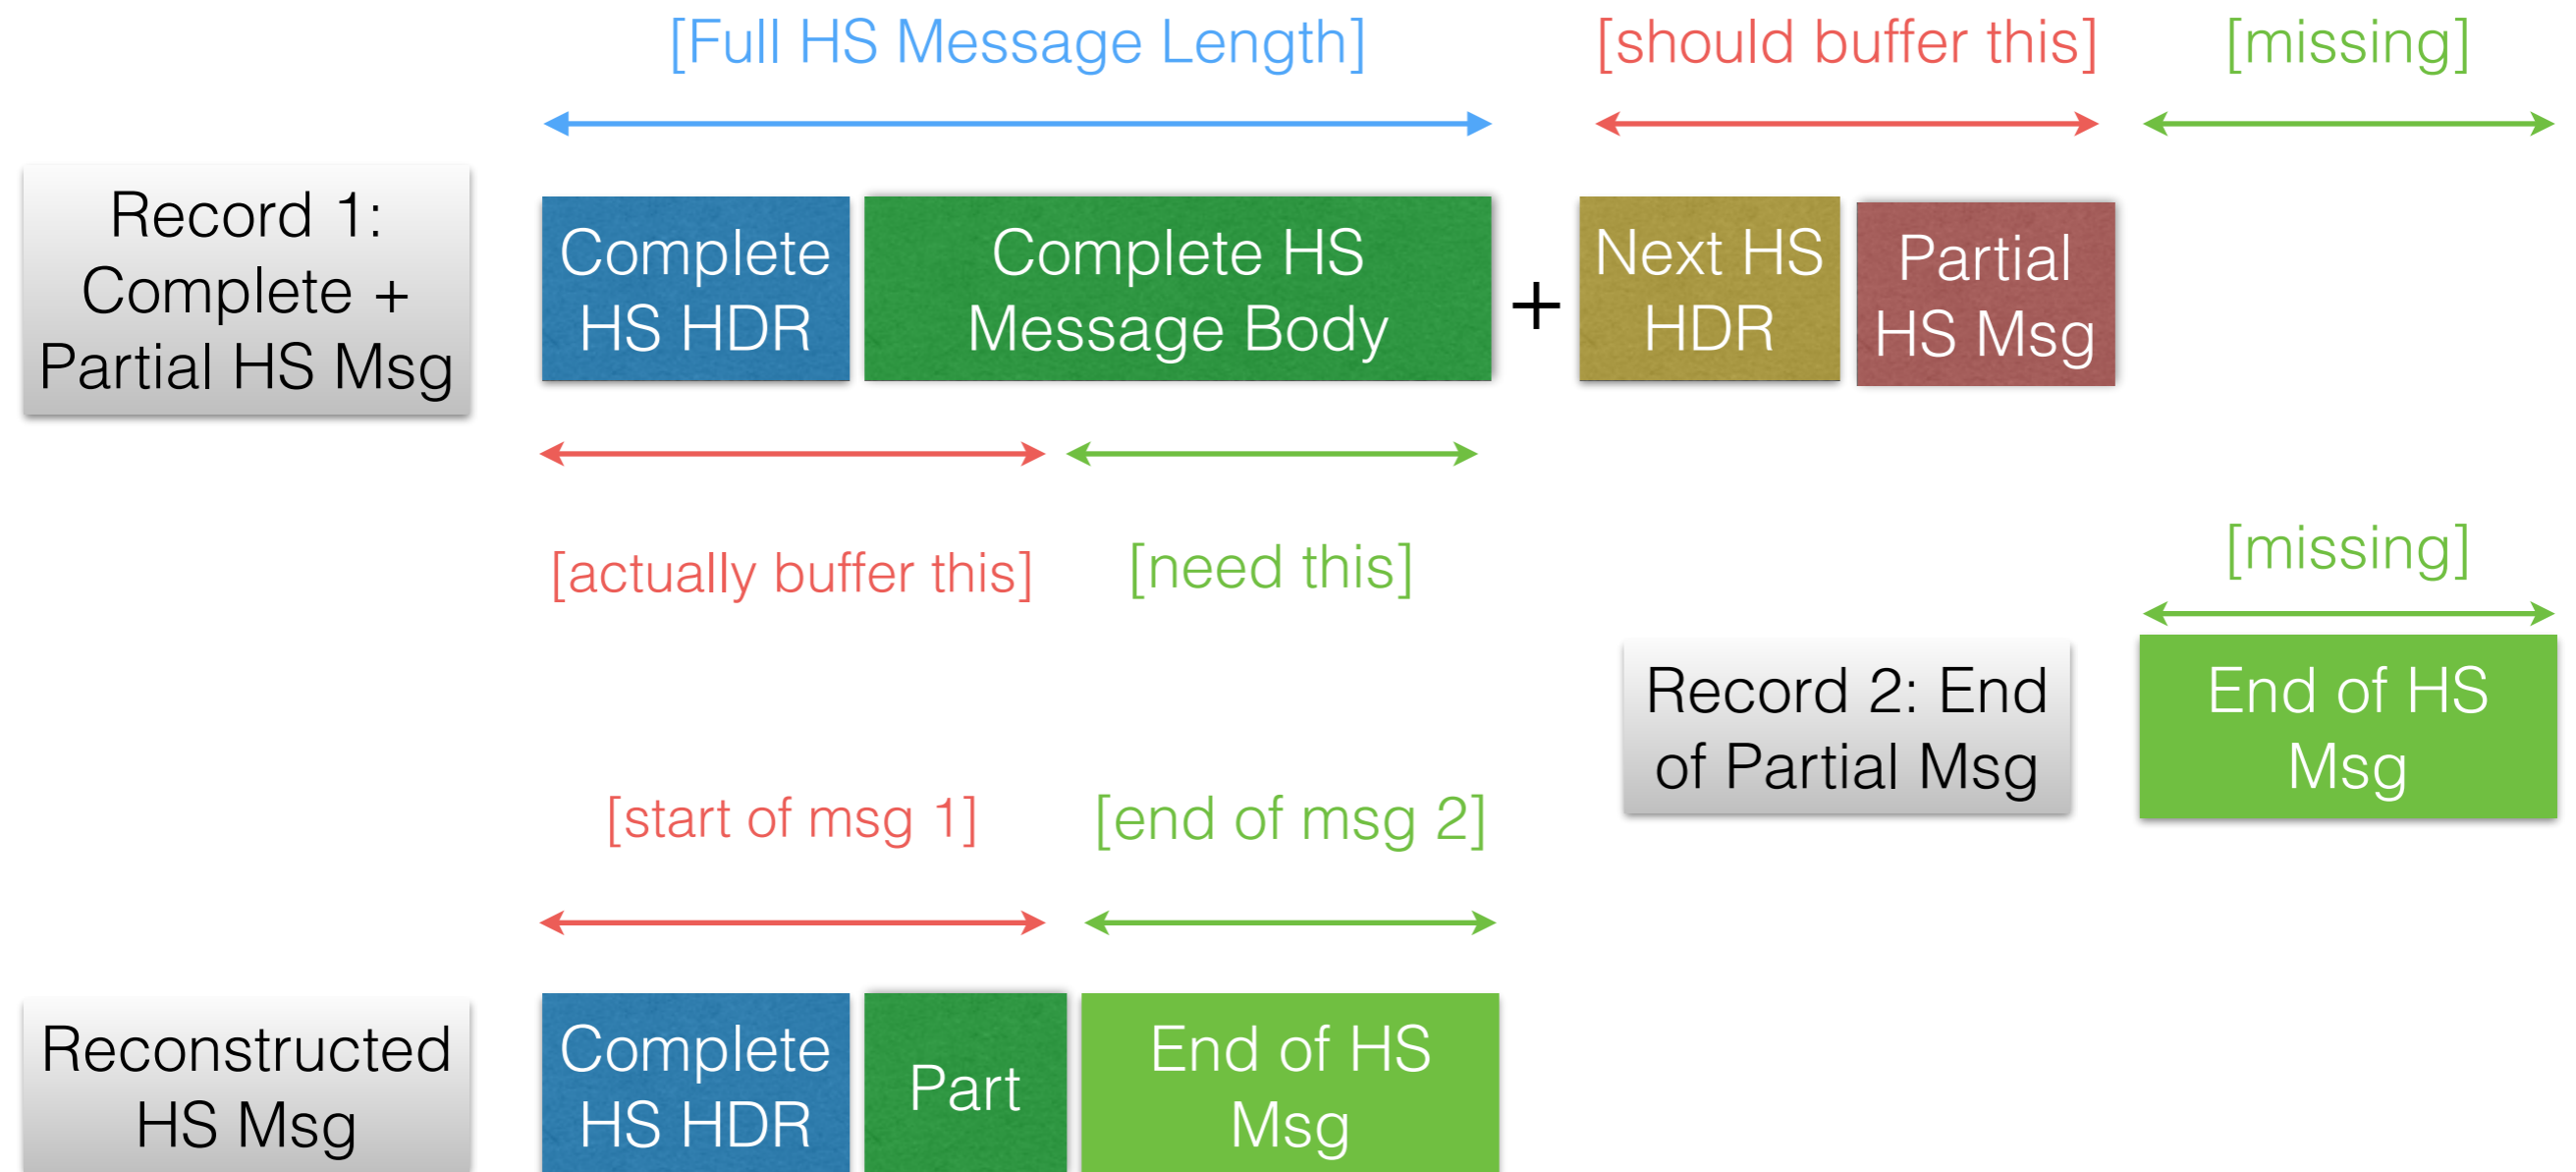 [Full HS Message Length]
[should buffer this]
[missing]
Record 1:
Complete +
Partial HS Msg
Complete
HS HDR
Complete HS
Message Body
+
Next HS
HDR
Partial
HS Msg
[actually buffer this]
[need this]
[missing]
Record 2: End
of Partial Msg
End of HS
Msg
[start of msg 1]
[end of msg 2]
Reconstructed
HS Msg
Complete
HS HDR
Part
End of HS
Msg